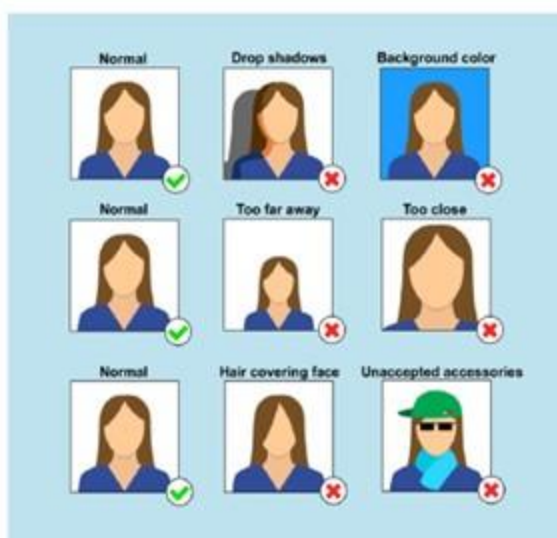 Normal
Drop shadows
Background color
Normal
Too far away
Too close
Normal
Hair covering face
Unaccepted accessories